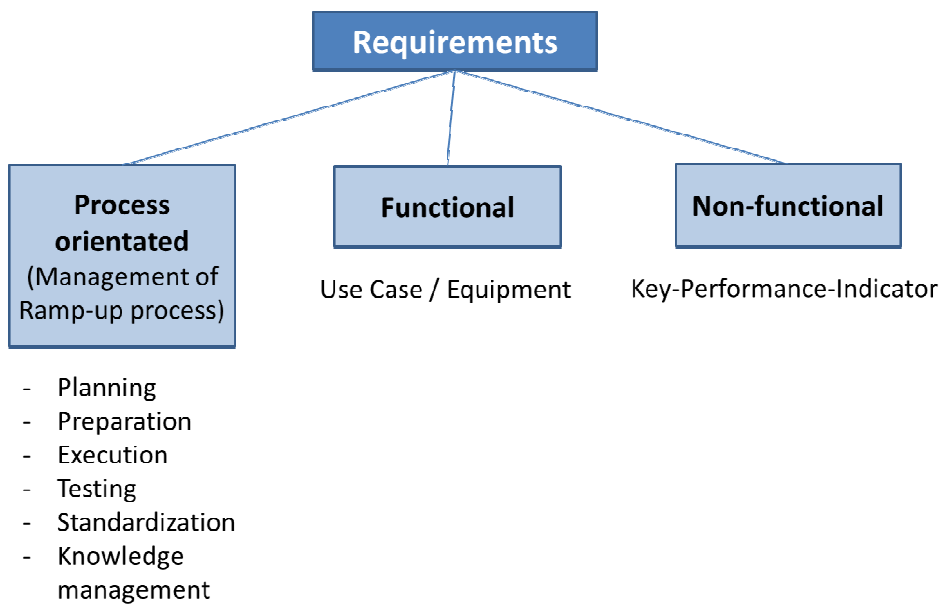 Requirements
Process
orientated
(Management of
Ramp-up process)
Functional
Non-functional
Use Case / Equipment
Key-Performance-Indicator
- Planning
- Preparation
- Execution
- Testing
- Standardization
- Knowledge
management